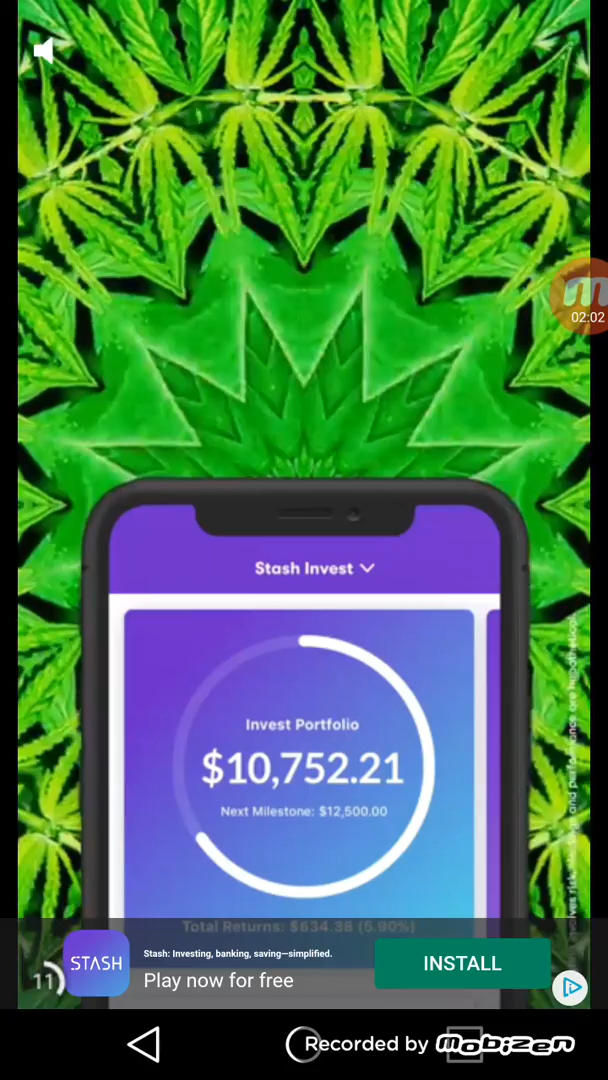 02:02
Stash Invest
Invest Portfolio
$10,752.21
Next Milestone: $12,500.00
Total Returns: $634.38 (5.90%)
STASH
Stash: Investing, banking, saving—simplified.
Play now for free
INSTALL
11
Recorded by Mobizen